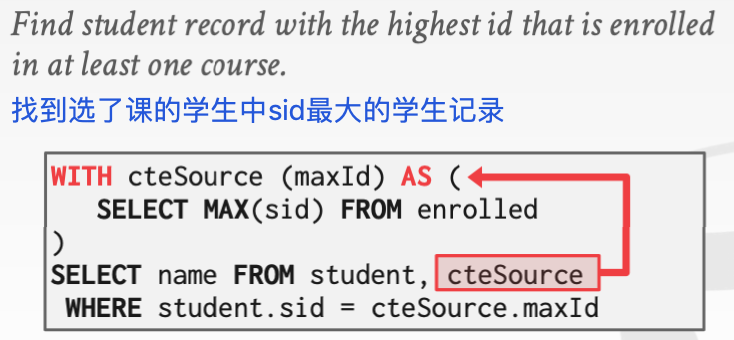 Find student record with the highest id that is enrolled
in at least one course.
找到选了课的学生中sid最大的学生记录
WITH cteSource (maxId) AS (
SELECT MAX(sid) FROM enrolled
)
SELECT name FROM student, cteSource
WHERE student.sid = cteSource.maxId